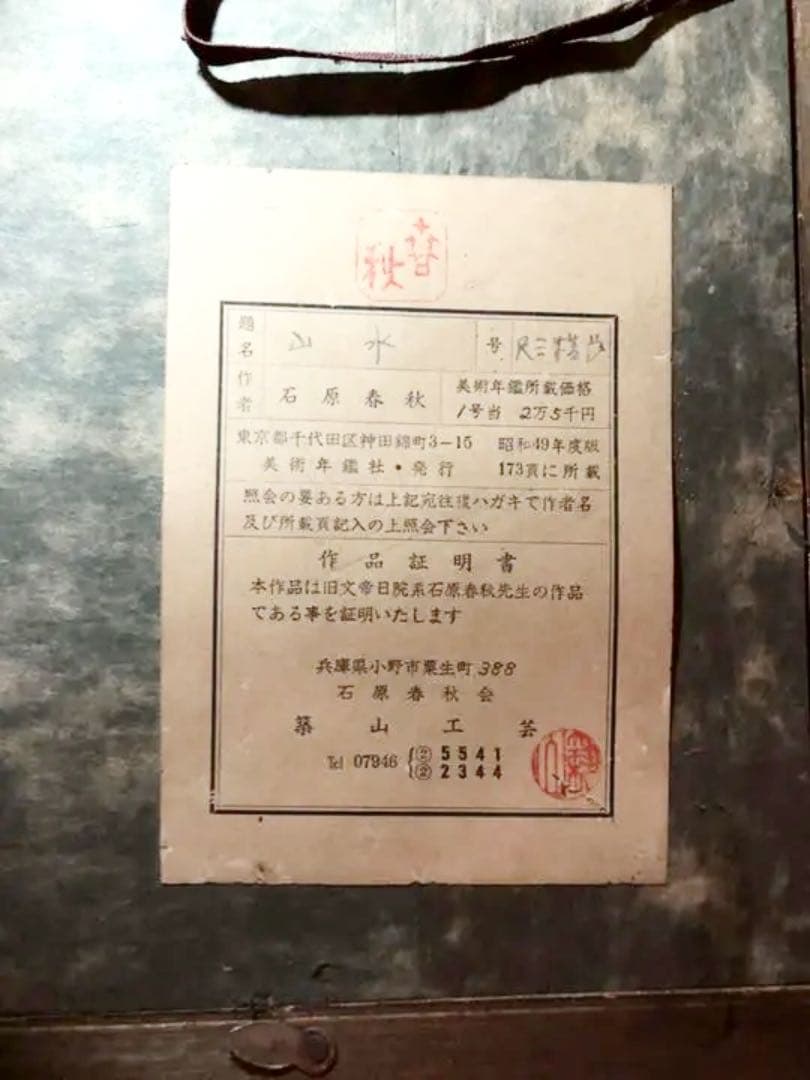 春秋
題名 山水 号 尺三横
作者 石原春秋 美術年鑑所載価格
1号当 2万5千円
東京都千代田区神田錦町3-15 昭和49年度版
美術年鑑社・発行 173頁に所載
照会の要ある方は上記宛往復ハガキで作者名
及び所載頁記入の上照会下さい
作品証明書
本作品は旧文帝日院系石原春秋先生の作品
である事を証明いたします
兵庫県小野市粟生町388
石原春秋会
築山工芸
Tel 07946 {② 5541
② 2344